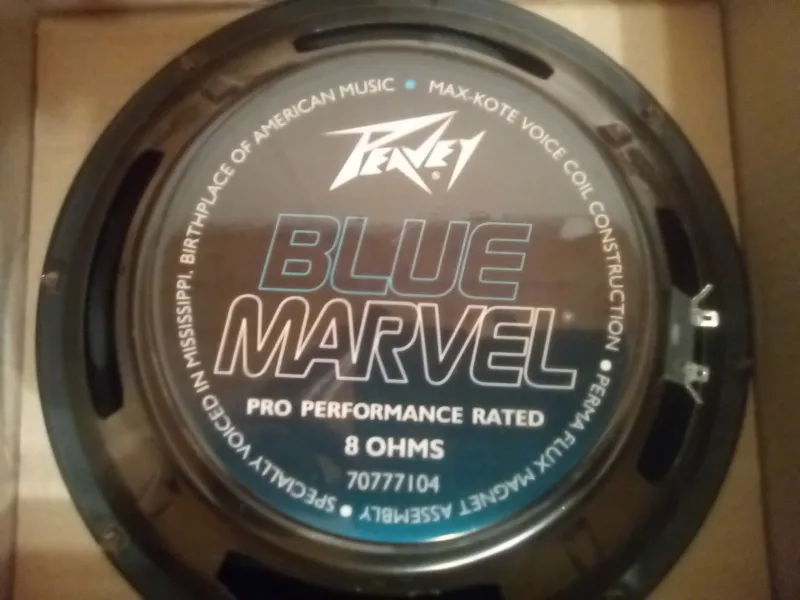 PEAVEY®
BLUE
MARVEL
PRO PERFORMANCE RATED
8 OHMS
70777104
SPECIALLY VOICED IN MISSISSIPPI, BIRTHPLACE OF AMERICAN MUSIC • MAX-KOTE VOICE COIL CONSTRUCTION • PERMA FLUX MAGNET ASSEMBLY •